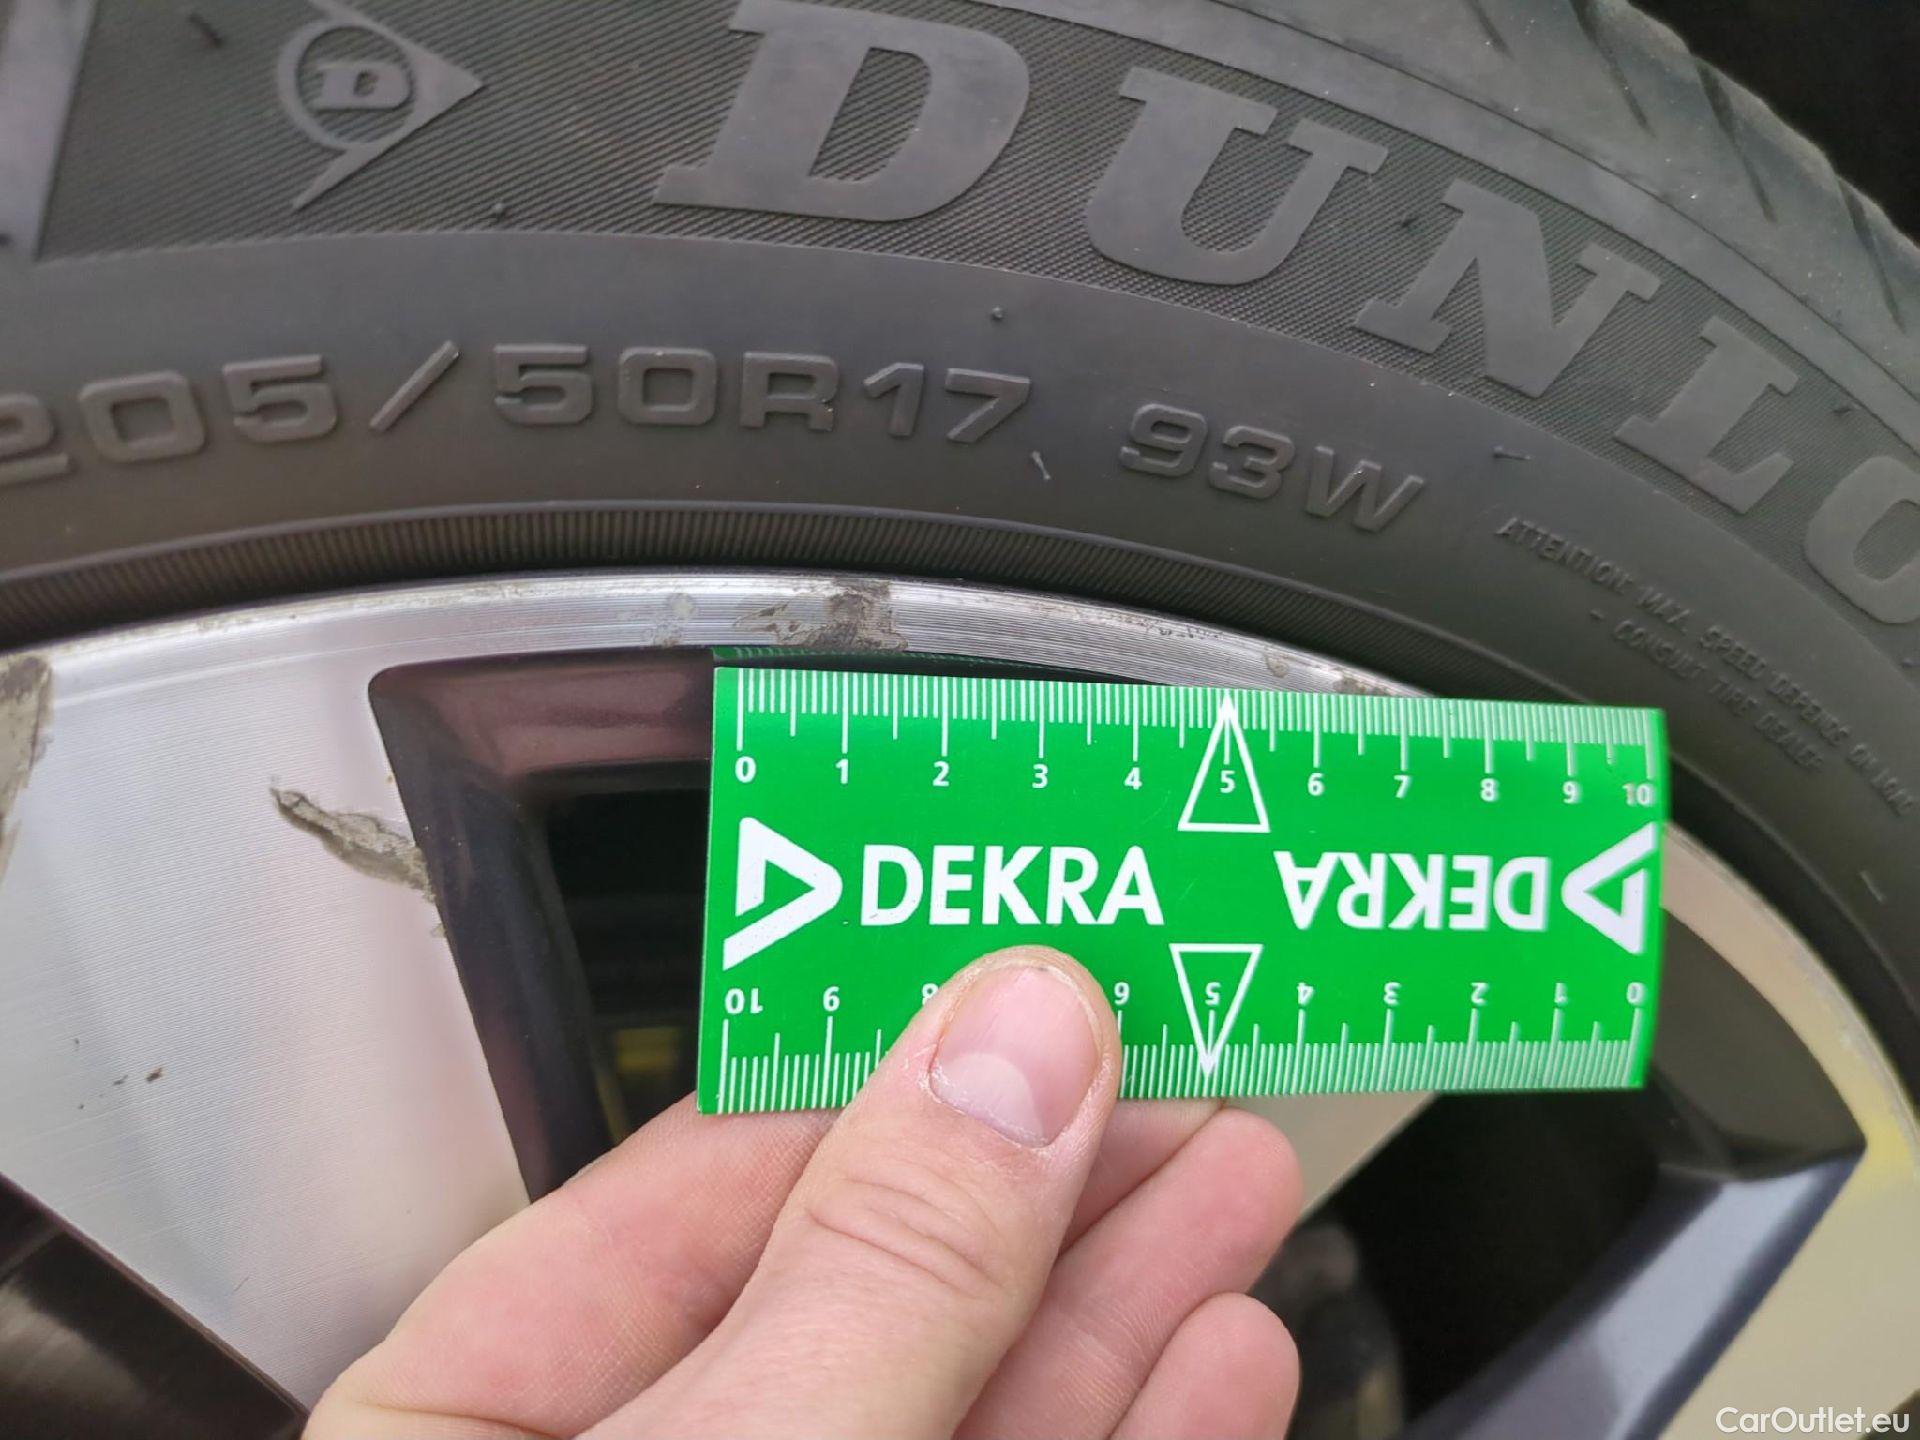 D
DUNLO
205/50R17 93W
ATTENTION: MAX. SPEED DEPENDS ON LOAD
- CONSULT TIRE DEALER
0 1 2 3 4 5 6 7 8 9 10
DEKRA DEKRA
10 9 8 6 5 4 3 2 1 0
CarOutlet.eu